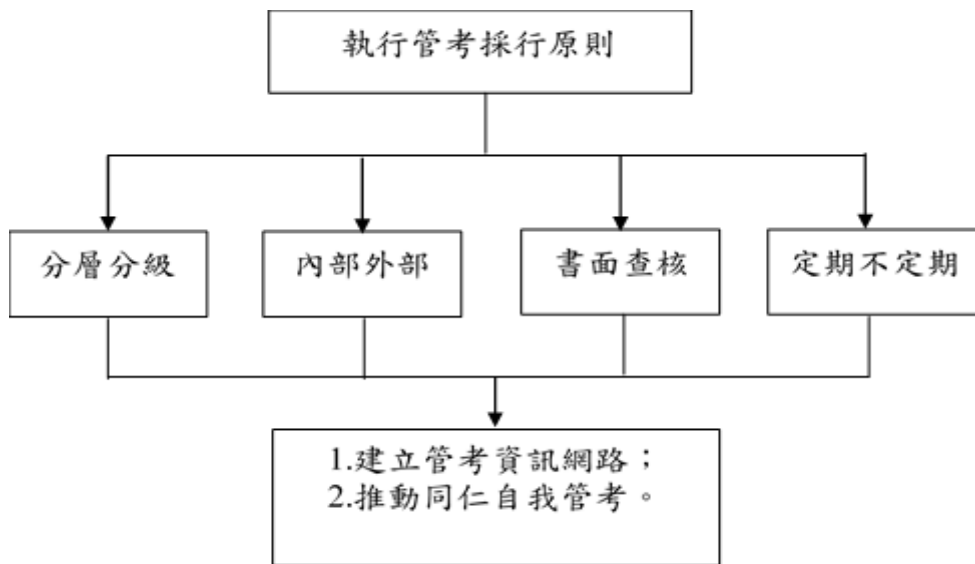 執行管考採行原則
分層分級
內部外部
書面查核
定期不定期
1.建立管考資訊網路；
2.推動同仁自我管考。